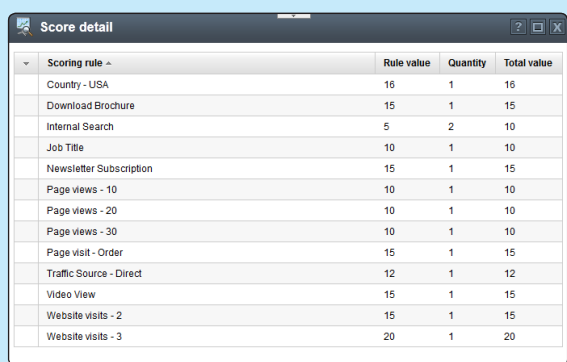 Score detail
? X
Scoring rule Rule value Quantity Total value
Country - USA 16 1 16
Download Brochure 15 1 15
Internal Search 5 2 10
Job Title 10 1 10
Newsletter Subscription 15 1 15
Page views - 10 10 1 10
Page views - 20 10 1 10
Page views - 30 10 1 10
Page visit - Order 15 1 15
Traffic Source - Direct 12 1 12
Video View 15 1 15
Website visits - 2 15 1 15
Website visits - 3 20 1 20